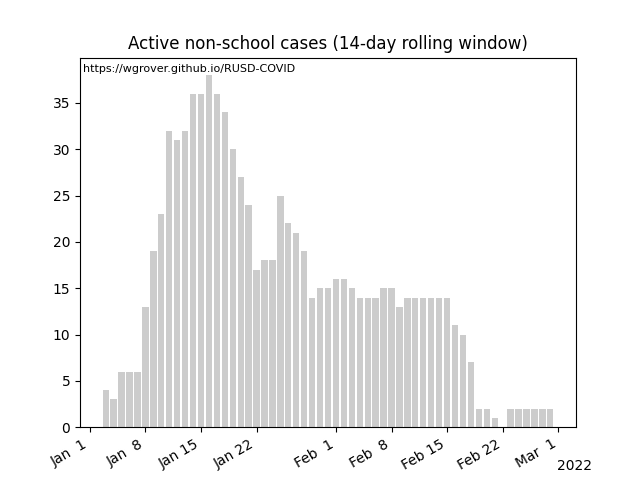 Active non-school cases (14-day rolling window)
https://wgrover.github.io/RUSD-COVID
35
30
25
20
15
10
5
0
Jan 1
Jan 8
Jan 15
Jan 22
Feb 1
Feb 8
Feb 15
Feb 22
Mar 1
2022